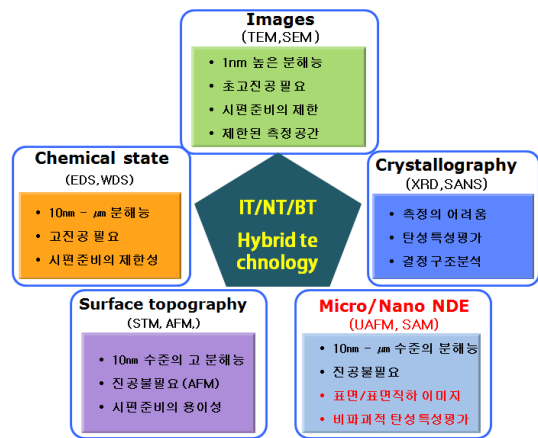 Images
(TEM,SEM)
• 1nm 높은 분해능
• 초고진공 필요
• 시편준비의 제한
• 제한된 측정공간
Chemical state
(EDS,WDS)
• 10nm – ㎛ 분해능
• 고진공 필요
• 시편준비의 제한성
IT/NT/BT
Hybrid te
chnology
Crystallography
(XRD,SANS)
• 측정의 어려움
• 탄성특성평가
• 결정구조분석
Surface topography
(STM, AFM,)
• 10nm 수준의 고 분해능
• 진공불필요(AFM)
• 시편준비의 용이성
Micro/Nano NDE
(UAFM, SAM)
• 10nm – ㎛ 수준의 분해능
• 진공불필요
• 표면/표면직하 이미지
• 비파괴적 탄성특성평가